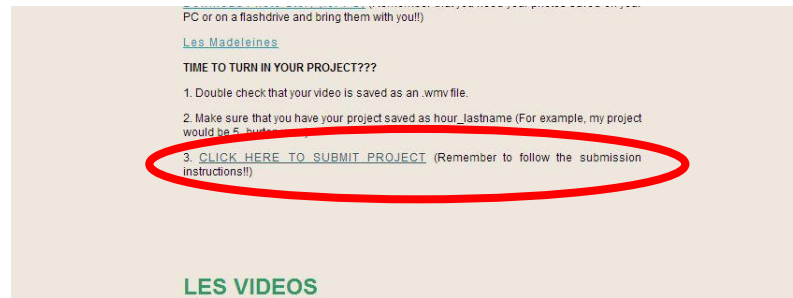 PC or on a flashdrive and bring them with you!!)
Les Madeleines
TIME TO TURN IN YOUR PROJECT???
1. Double check that your video is saved as an .wmv file.
2. Make sure that you have your project saved as hour_lastname (For example, my project
would be 5
3. CLICK HERE TO SUBMIT PROJECT (Remember to follow the submission
instructions!!)
LES VIDEOS